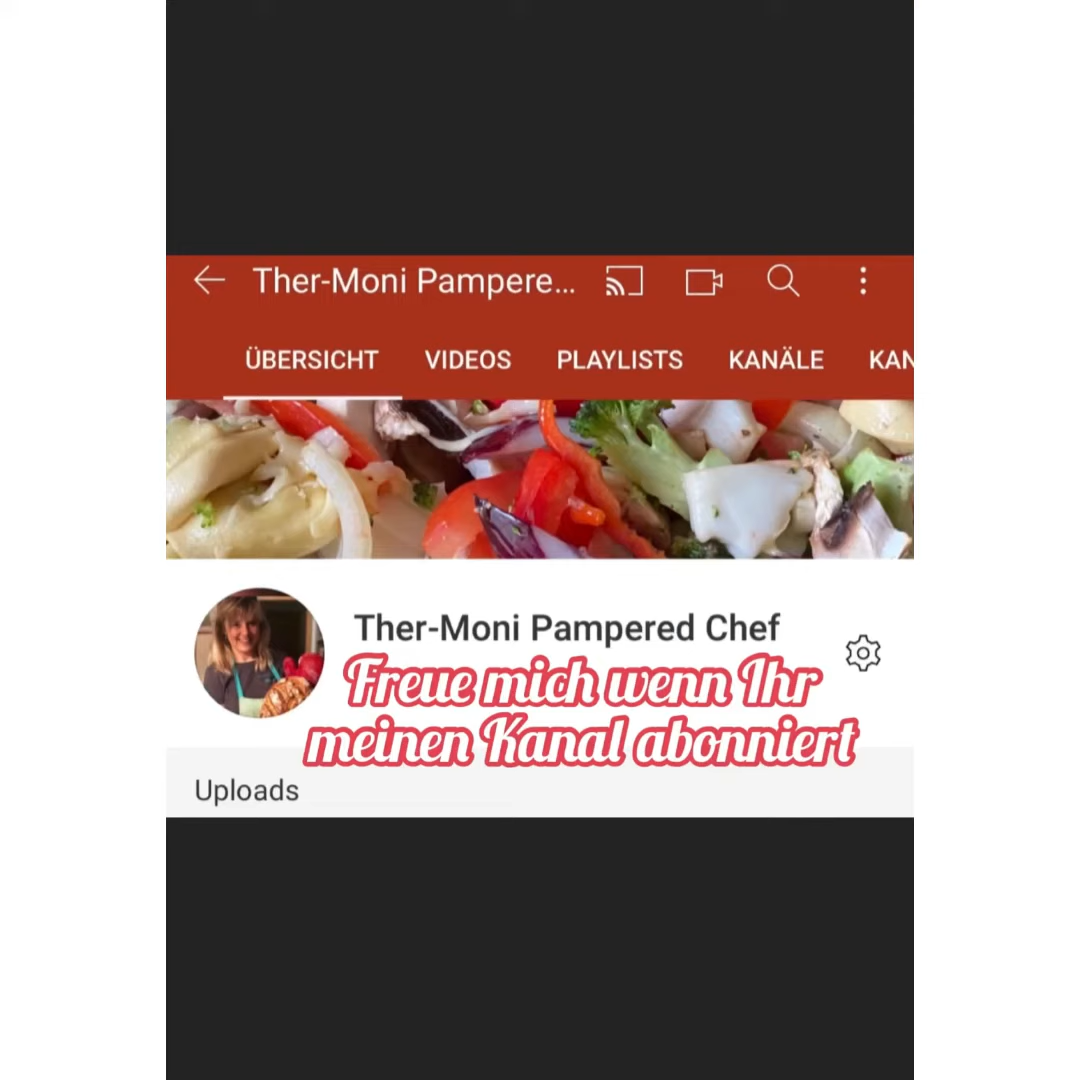 Ther-Moni Pampere...
ÜBERSICHT VIDEOS PLAYLISTS KANÄLE KAN
Ther-Moni Pampered Chef
Freue mich wenn Ihr
meinen Kanal abonniert
Uploads